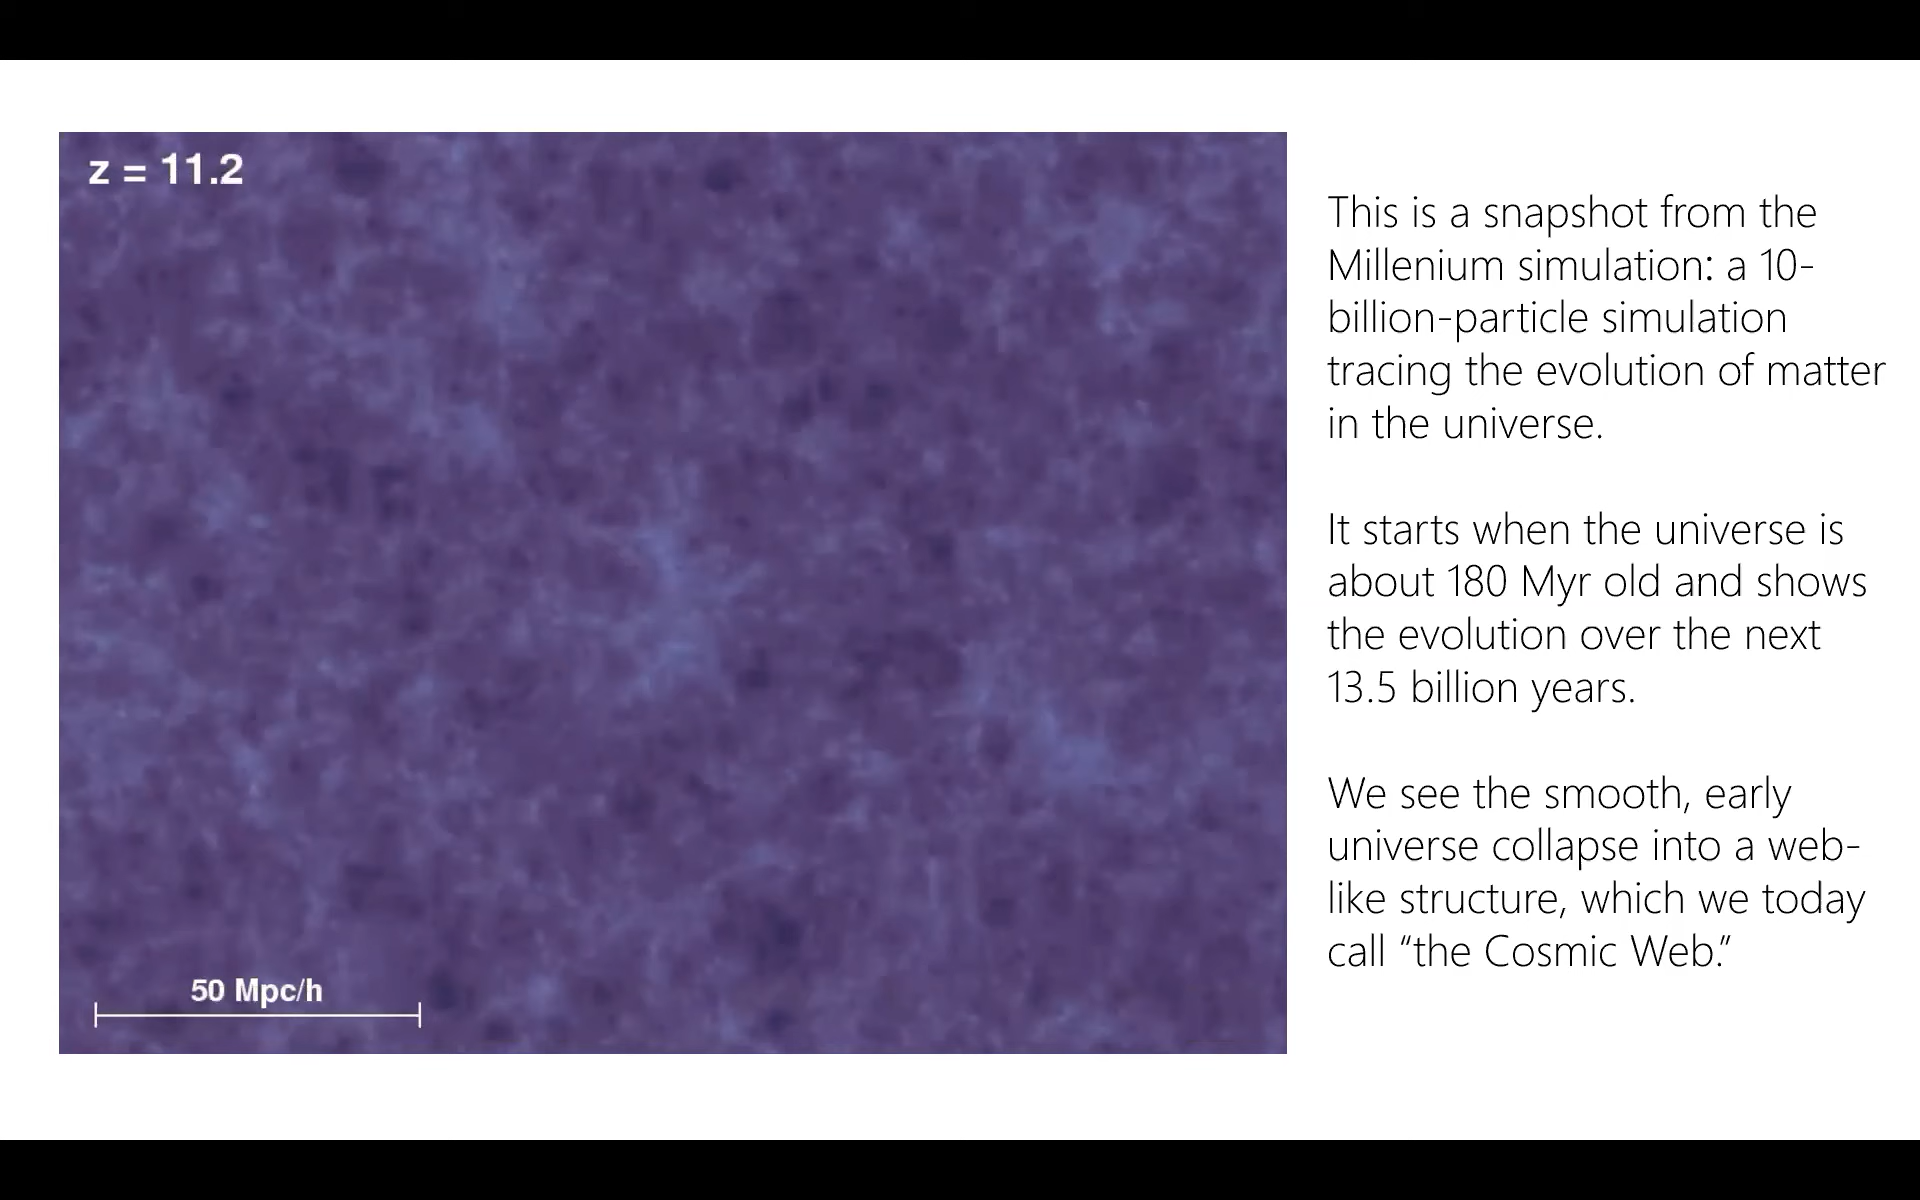 z = 11.2
This is a snapshot from the
Millenium simulation: a 10-
billion-particle simulation
tracing the evolution of matter
in the universe.
It starts when the universe is
about 180 Myr old and shows
the evolution over the next
13.5 billion years.
We see the smooth, early
universe collapse into a web-
like structure, which we today
call “the Cosmic Web.”
50 Mpc/h